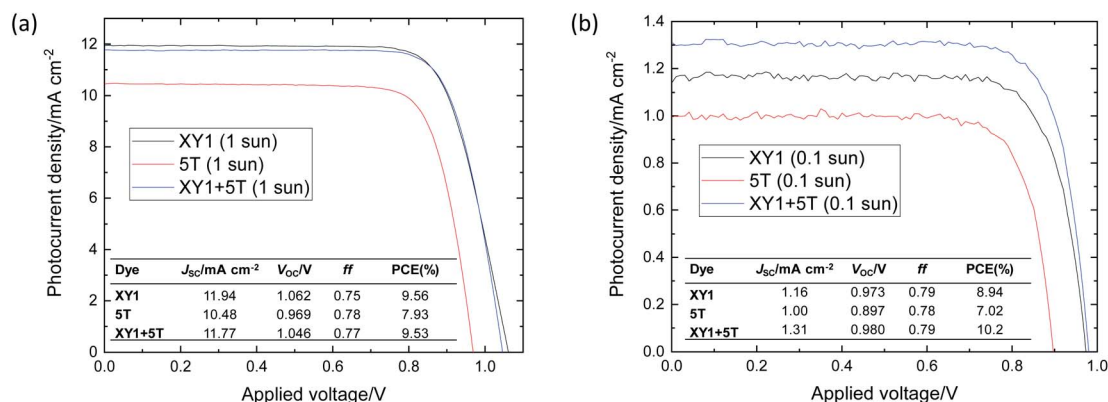 (a)
Photocurrent density/mA cm-2
12
10
8
6
4
2
0
XY1 (1 sun)
5T (1 sun)
XY1+5T (1 sun)
Dye JSC/mA cm-2 VOC/V ff PCE(%)
XY1 11.94 1.062 0.75 9.56
5T 10.48 0.969 0.78 7.93
XY1+5T 11.77 1.046 0.77 9.53
0.0 0.2 0.4 0.6 0.8 1.0
Applied voltage/V
(b)
Photocurrent density/mA cm-2
1.4
1.2
1.0
0.8
0.6
0.4
0.2
0.0
XY1 (0.1 sun)
5T (0.1 sun)
XY1+5T (0.1 sun)
Dye JSC/mA cm-2 VOC/V ff PCE(%)
XY1 1.16 0.973 0.79 8.94
5T 1.00 0.897 0.78 7.02
XY1+5T 1.31 0.980 0.79 10.2
0.0 0.2 0.4 0.6 0.8 1.0
Applied voltage/V